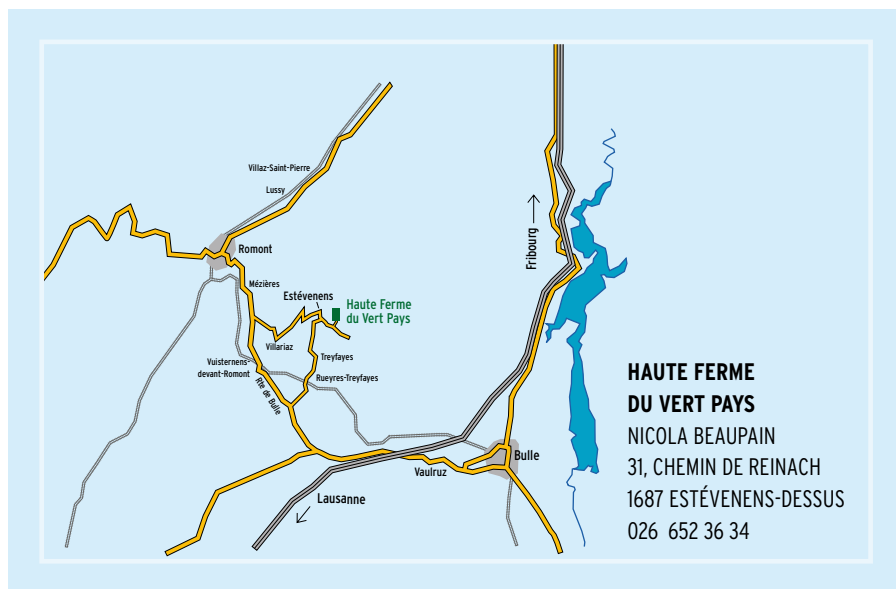 Villaz-Saint-Pierre
Lussy
Romont
Fribourg
Mézières
Estévenens
Haute Ferme
du Vert Pays
Villariaz
Treyfayes
Vuisternens-
devant-Romont
Rueyres-Treyfayes
Rte de Bulle
Bulle
Vaulruz
Lausanne
HAUTE FERME
DU VERT PAYS
NICOLA BEAUPAIN
31, CHEMIN DE REINACH
1687 ESTÉVENENS-DESSUS
026 652 36 34